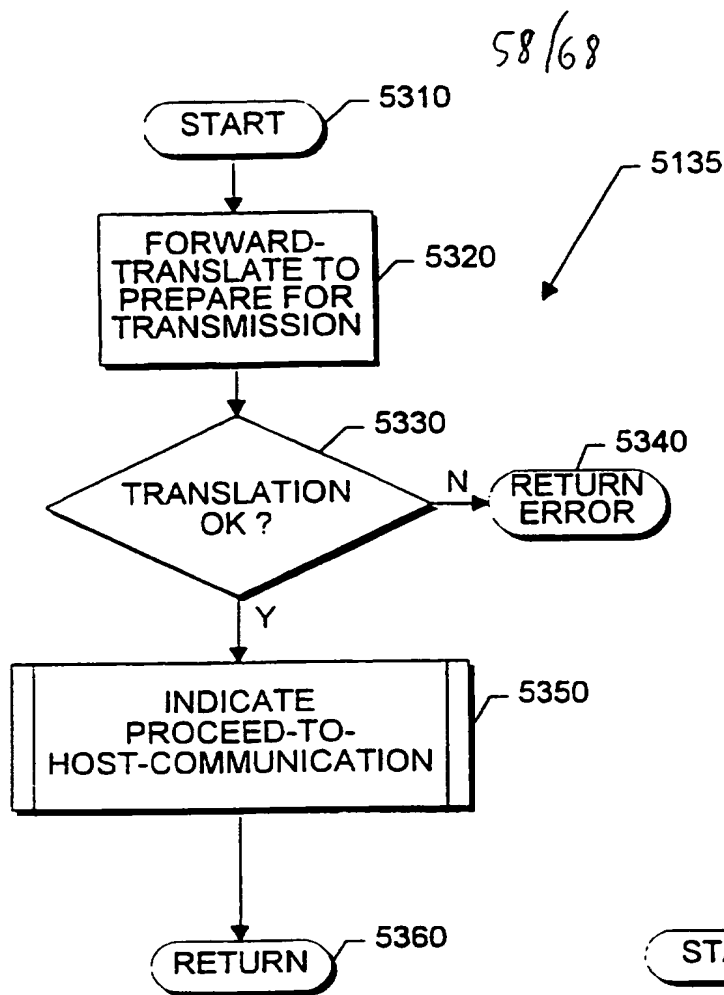 58/68
START
5310
5135
FORWARD-
TRANSLATE TO
PREPARE FOR
TRANSMISSION
5320
5330
TRANSLATION
OK ?
N
5340
RETURN
ERROR
Y
INDICATE
PROCEED-TO-
HOST-COMMUNICATION
5350
RETURN
5360
STA